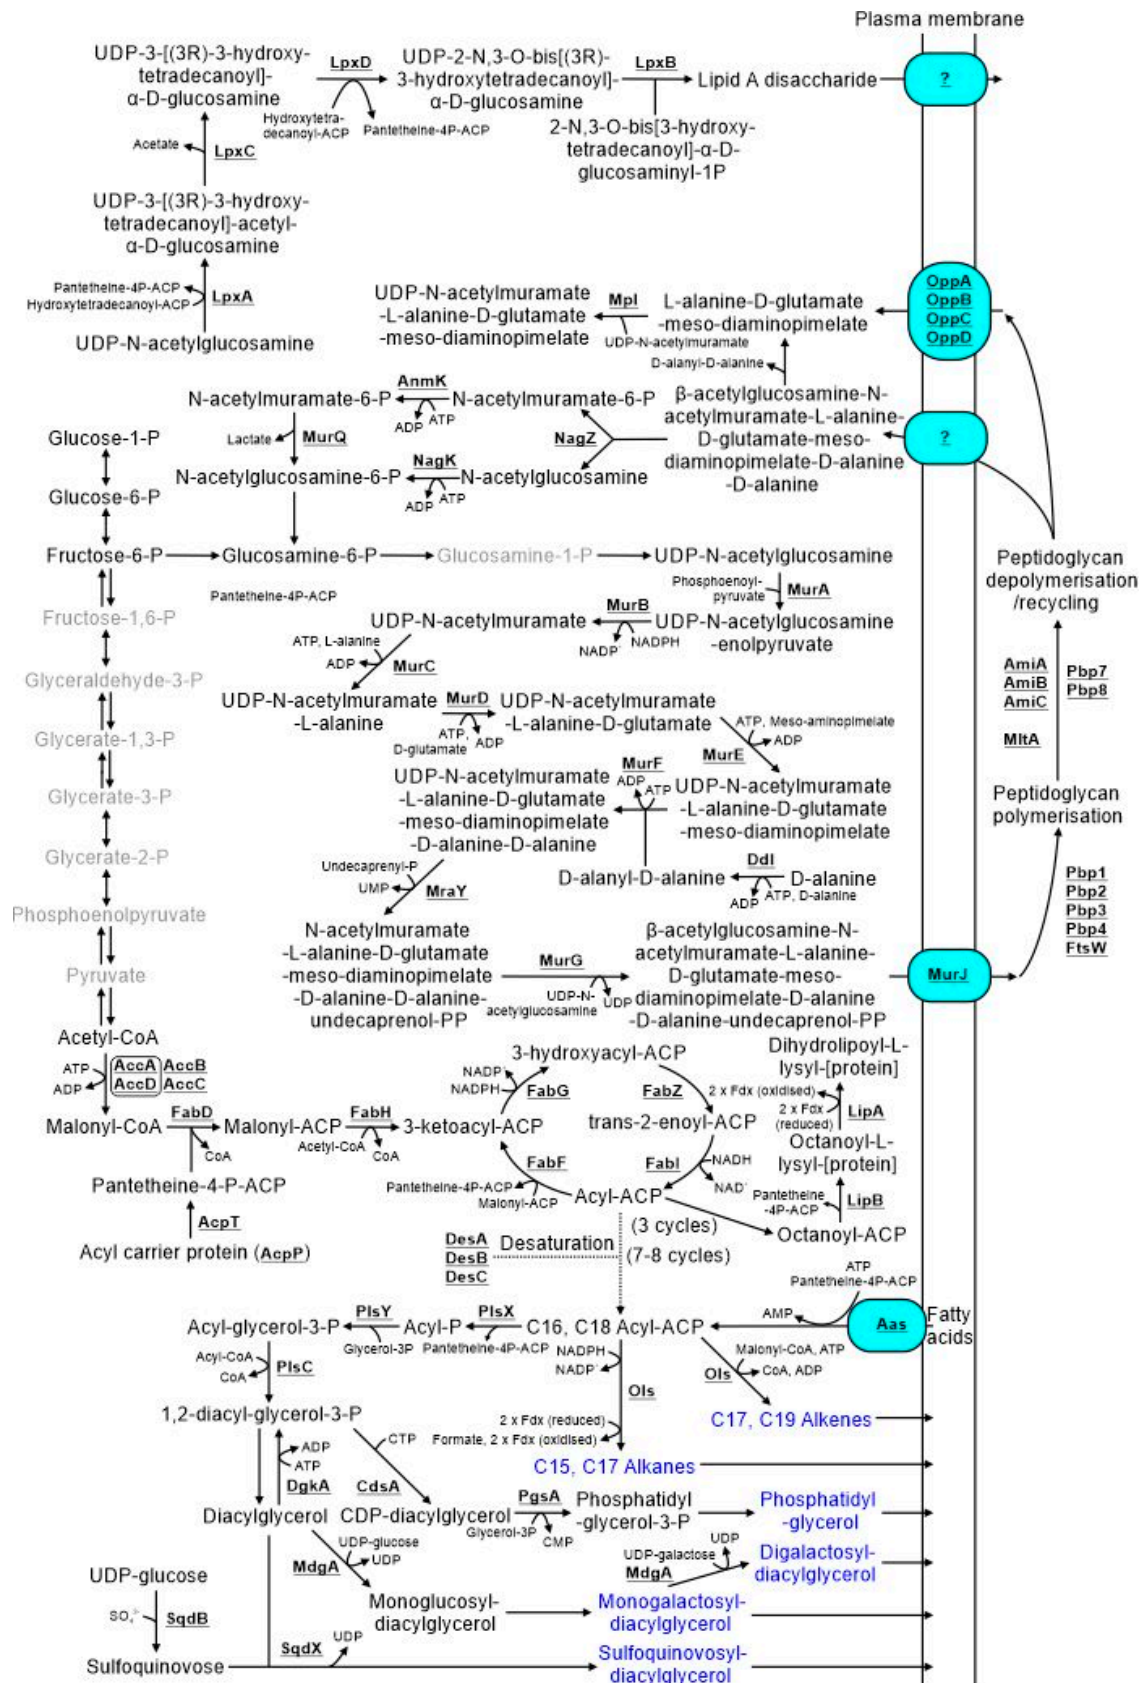 Plasma membrane
UDP-3-[(3R)-3-hydroxy-
tetradecanoyl]-
α-D-glucosamine
LpxD
Hydroxytetra-
decanoyl-ACP
Pantetheine-4P-ACP
UDP-2-N,3-O-bis[(3R)-
3-hydroxytetradecanoyl]-
α-D-glucosamine
LpxB
Lipid A disaccharide
?
2-N,3-O-bis[3-hydroxy-
tetradecanoyl]-α-D-
glucosaminyl-1P
Acetate
LpxC
UDP-3-[(3R)-3-hydroxy-
tetradecanoyl]-acetyl-
α-D-glucosamine
Pantetheine-4P-ACP
Hydroxytetradecanoyl-ACP
LpxA
UDP-N-acetylglucosamine
UDP-N-acetylmuramate
-L-alanine-D-glutamate
-meso-diaminopimelate
Mpl
UDP-N-acetylmuramate
L-alanine-D-glutamate
-meso-diaminopimelate
OppA
OppB
OppC
OppD
D-alanyl-D-alanine
N-acetylmuramate-6-P
AnmK
ADP
ATP
N-acetylmuramate-6-P
β-acetylglucosamine-N-
acetylmuramate-L-alanine-
D-glutamate-meso-
diaminopimelate-D-alanine
-D-alanine
?
Glucose-1-P
Lactate
MurQ
NagZ
Glucose-6-P
N-acetylglucosamine-6-P
NagK
ADP
ATP
N-acetylglucosamine
Fructose-6-P
Glucosamine-6-P
Glucosamine-1-P
UDP-N-acetylglucosamine
Peptidoglycan
depolymerisation
/recycling
Pantetheine-4P-ACP
Phosphoenoyl-
pyruvate
MurA
Fructose-1,6-P
UDP-N-acetylmuramate
MurB
NADP⁺
NADPH
UDP-N-acetylglucosamine
-enolpyruvate
ATP, L-alanine
ADP
MurC
Glyceraldehyde-3-P
AmiA
AmiB
AmiC
MltA
Pbp7
Pbp8
UDP-N-acetylmuramate
-L-alanine
MurD
ATP,
D-glutamate
ADP
UDP-N-acetylmuramate
-L-alanine-D-glutamate
ATP, Meso-aminopimelate
ADP
MurE
Glycerate-1,3-P
Glycerate-3-P
UDP-N-acetylmuramate
-L-alanine-D-glutamate
-meso-diaminopimelate
-D-alanine-D-alanine
MurF
ADP
ATP
UDP-N-acetylmuramate
-L-alanine-D-glutamate
-meso-diaminopimelate
Peptidoglycan
polymerisation
Glycerate-2-P
Undecaprenyl-P
UMP
MraY
D-alanyl-D-alanine
Ddl
ADP
ATP, D-alanine
D-alanine
Pbp1
Pbp2
Pbp3
Pbp4
FtsW
Phosphoenolpyruvate
Pyruvate
N-acetylmuramate
-L-alanine-D-glutamate
-meso-diaminopimelate
-D-alanine-D-alanine-
undecaprenol-PP
MurG
UDP-N-
acetylglucosamine
UDP
β-acetylglucosamine-N-
acetylmuramate-L-alanine-
D-glutamate-meso-
diaminopimelate-D-alanine
-D-alanine-undecaprenol-PP
MurJ
Acetyl-CoA
ATP
ADP
AccA AccB
AccD AccC
Malonyl-CoA
FabD
CoA
Malonyl-ACP
FabH
Acetyl-CoA
CoA
3-ketoacyl-ACP
NADP⁺
NADPH
FabG
3-hydroxyacyl-ACP
FabZ
trans-2-enoyl-ACP
FabI
NADH
NAD⁺
FabF
Pantetheine-4P-ACP
Malonyl-ACP
Acyl-ACP
Dihydrolipoyl-L-
lysyl-[protein]
2 x Fdx (oxidised)
2 x Fdx
(reduced)
LipA
Octanoyl-L-
lysyl-[protein]
Pantetheine
-4P-ACP
LipB
Octanoyl-ACP
Pantetheine-4-P-ACP
AcpT
Acyl carrier protein (AcpP)
(3 cycles)
DesA
DesB
DesC
Desaturation
(7-8 cycles)
ATP
Pantetheine-4P-ACP
AMP
Aas
Fatty
acids
Acyl-glycerol-3-P
PlsY
Glycerol-3P
Acyl-P
PlsX
Pantetheine-4P-ACP
C16, C18 Acyl-ACP
Acyl-CoA
CoA
PlsC
NADPH
NADP⁺
Ols
Malonyl-CoA, ATP
CoA, ADP
Ols
1,2-diacyl-glycerol-3-P
2 x Fdx (reduced)
Formate, 2 x Fdx (oxidised)
C17, C19 Alkenes
C15, C17 Alkanes
ADP
ATP
DgkA
CTP
CdsA
Diacylglycerol
CDP-diacylglycerol
PgsA
Glycerol-3P
CMP
Phosphatidyl
-glycerol-3-P
Phosphatidyl
-glycerol
UDP-glucose
UDP
MdgA
UDP-galactose
UDP
MdgA
Digalactosyl-
diacylglycerol
UDP-glucose
SO₄²⁻
SqdB
Monoglucosyl-
diacylglycerol
Monogalactosyl-
diacylglycerol
Sulfoquinovose
SqdX
UDP
Sulfoquinovosyl-
diacylglycerol